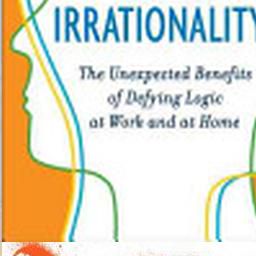 IRRATIONALITY
The Unexpected Benefits
of Defying Logic
at Work and at Home